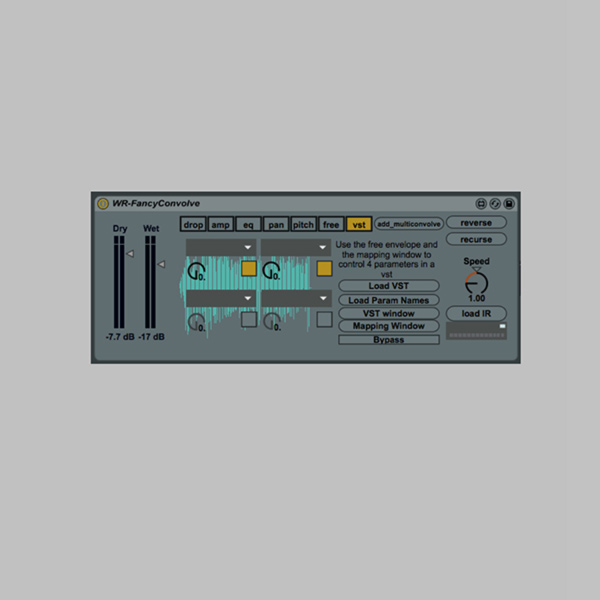 WR-FancyConvolve
Dry Wet
-7.7 dB -17 dB
drop amp eq pan pitch free vst add_multiconvolve
0. 0.
0. 0.
Use the free envelope and
the mapping window to
control 4 parameters in a
vst
Load VST
Load Param Names
VST window
Mapping Window
Bypass
reverse
recurse
Speed
1.00
load IR